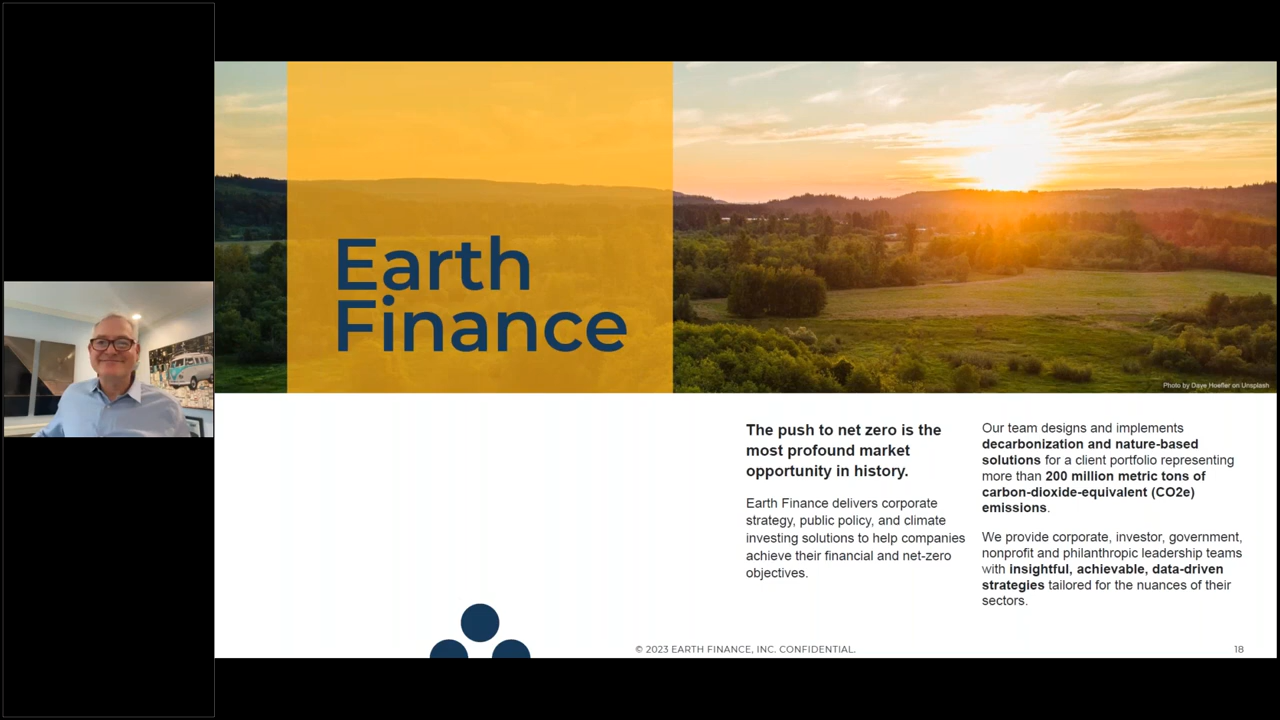 Earth
Finance
Photo by Dave Hoefler on Unsplash
The push to net zero is the
most profound market
opportunity in history.
Earth Finance delivers corporate
strategy, public policy, and climate
investing solutions to help companies
achieve their financial and net-zero
objectives.
Our team designs and implements
decarbonization and nature-based
solutions for a client portfolio representing
more than 200 million metric tons of
carbon-dioxide-equivalent (CO2e)
emissions.
We provide corporate, investor, government,
nonprofit and philanthropic leadership teams
with insightful, achievable, data-driven
strategies tailored for the nuances of their
sectors.
© 2023 EARTH FINANCE, INC. CONFIDENTIAL.
18